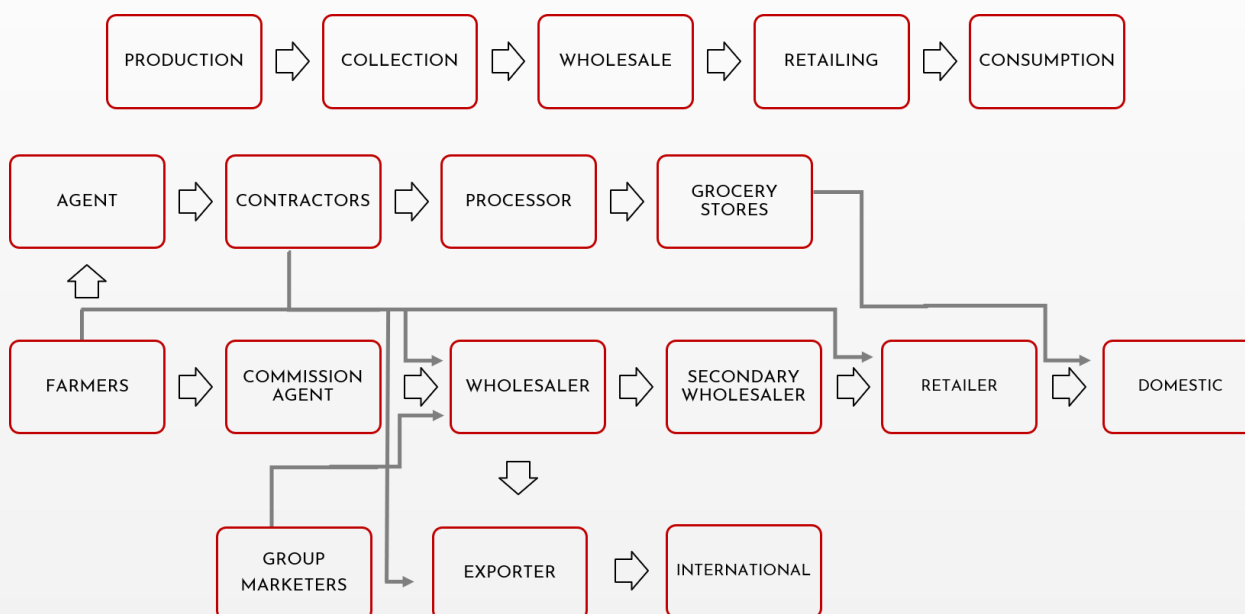 PRODUCTION
COLLECTION
WHOLESALE
RETAILING
CONSUMPTION
AGENT
CONTRACTORS
PROCESSOR
GROCERY
STORES
FARMERS
COMMISSION
AGENT
WHOLESALER
SECONDARY
WHOLESALER
RETAILER
DOMESTIC
GROUP
MARKETERS
EXPORTER
INTERNATIONAL